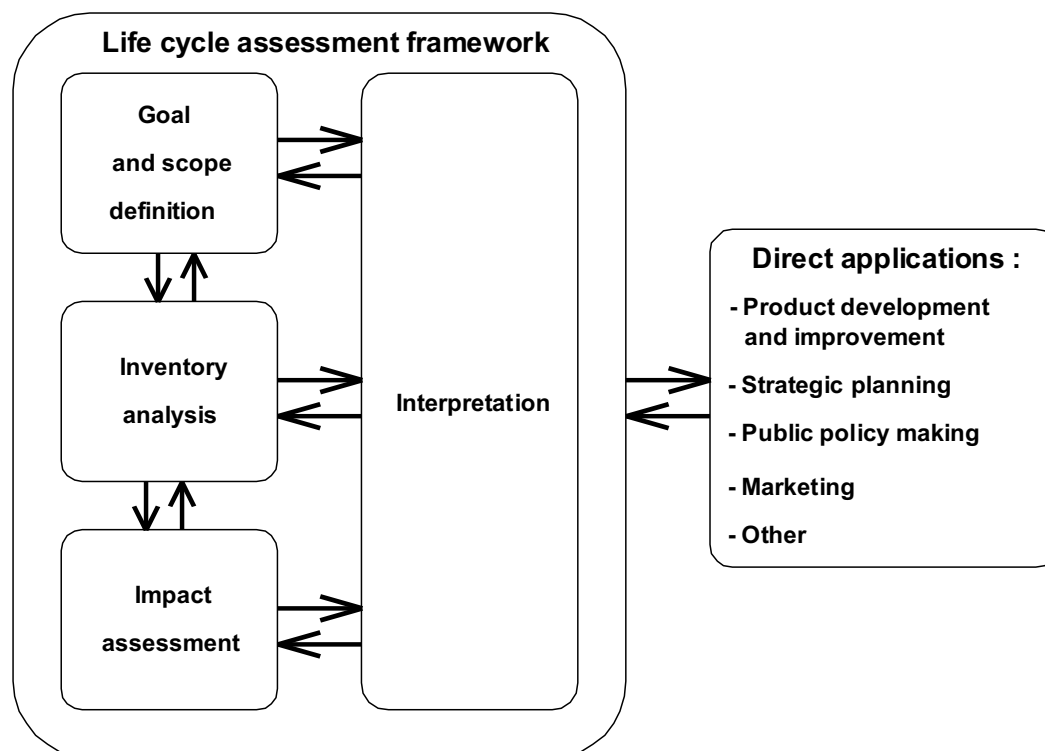 Life cycle assessment framework
Goal
and scope
definition
Inventory
analysis
Impact
assessment
Interpretation
Direct applications :
- Product development
and improvement
- Strategic planning
- Public policy making
- Marketing
- Other